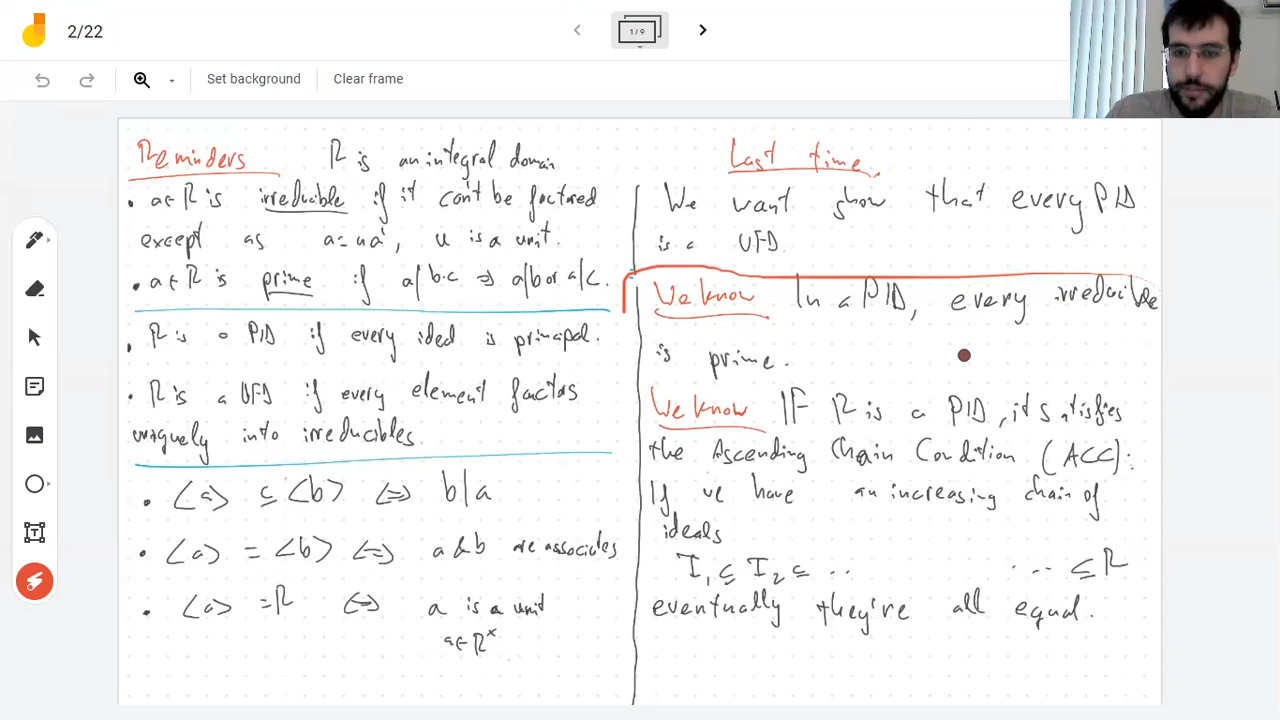 2/22
1/9
Set background
Clear frame
Reminders R is an integral domain
• a∈R is irreducible if it can't be factored
except as a=ua', u is a unit.
• a∈R is prime if a|b·c ⇒ a|b or a|c.
• R is a PID if every ideal is principal.
• R is a UFD if every element factors
uniquely into irreducibles.
• ⟨a⟩ ⊆ ⟨b⟩ ⇔ b|a
• ⟨a⟩ = ⟨b⟩ ⇔ a & b are associates
• ⟨a⟩ = R ⇔ a is a unit
a∈R^x
Last time
We want show that every PID
is a UFD
We know In a PID, every irreducible
is prime.
We know IF R is a PID, it satisfies
the Ascending Chain Condition (ACC):
If we have an increasing chain of
ideals
I₁ ⊆ I₂ ⊆ ... ... ⊆ R
eventually they're all equal.